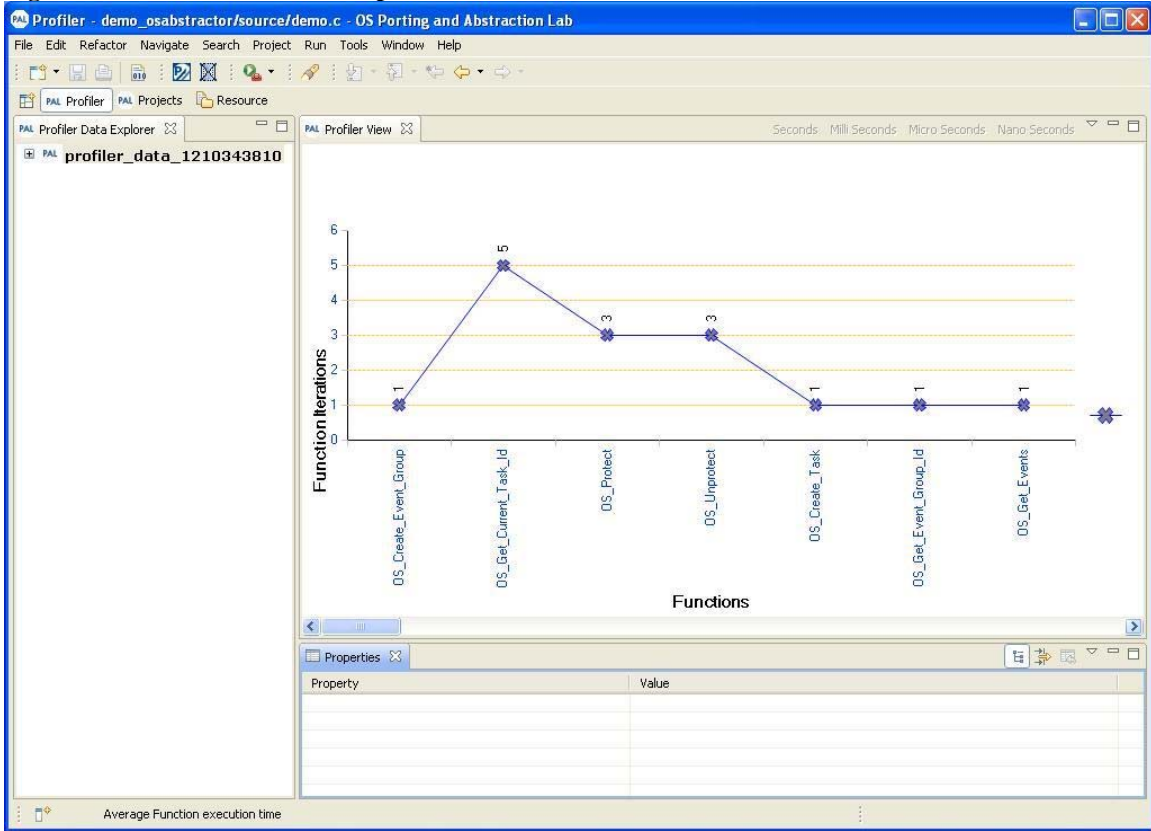 Profiler - demo_osabstractor/source/demo.c - OS Porting and Abstraction Lab
File Edit Refactor Navigate Search Project Run Tools Window Help
PAL Profiler PAL Projects Resource
PAL Profiler Data Explorer
PAL profiler_data_1210343810
PAL Profiler View
Seconds Milli Seconds Micro Seconds Nano Seconds
Function Iterations
6
5
4
3
2
1
0
1
5
3
3
1
1
1
OS_Create_Event_Group
OS_Get_Current_Task_Id
OS_Protect
OS_Unprotect
OS_Create_Task
OS_Get_Event_Group_Id
OS_Get_Events
Functions
Properties
Property Value
Average Function execution time